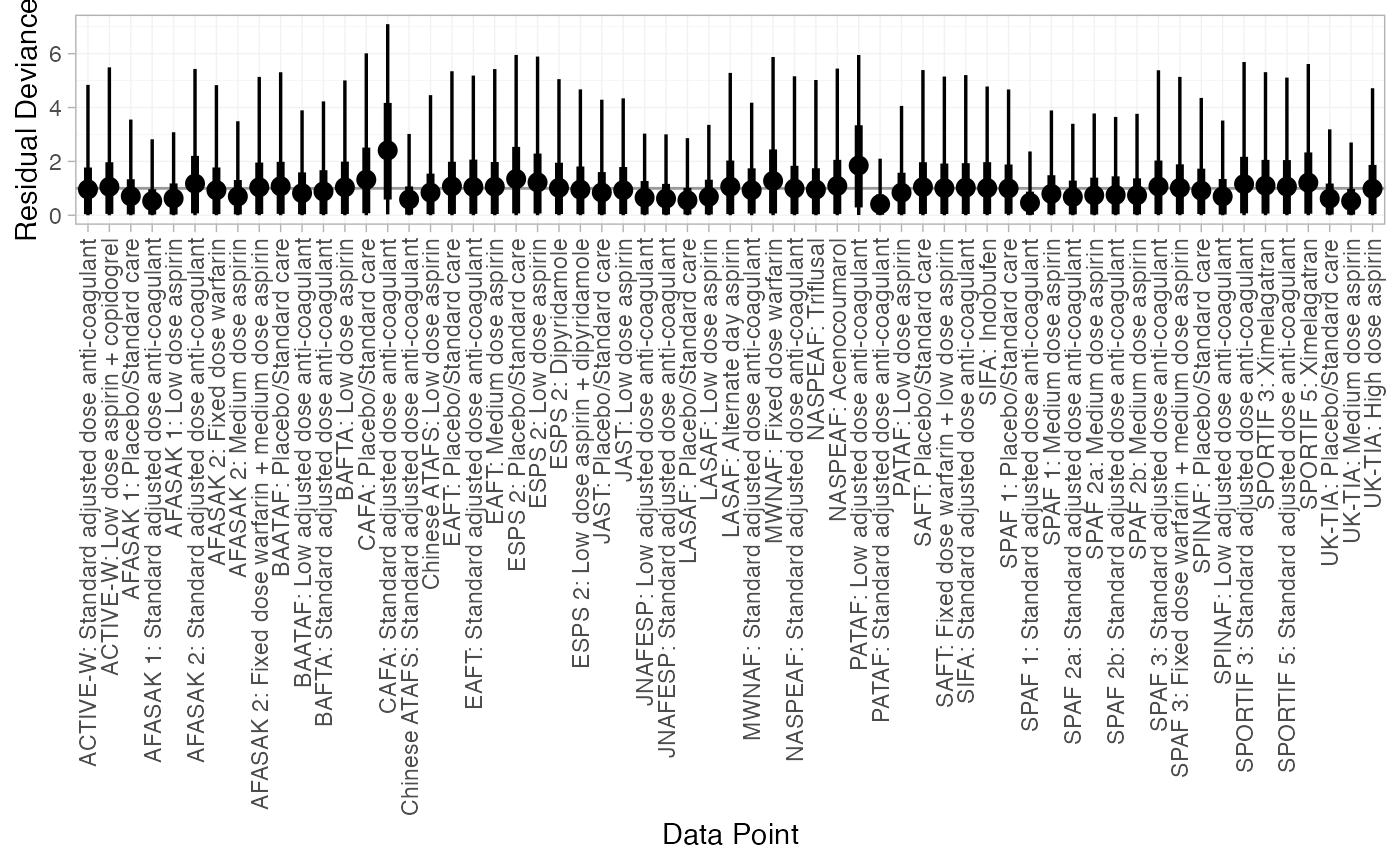 Residual Deviance
6
4
2
0
ACTIVE-W: Standard adjusted dose anti-coagulant
ACTIVE-W: Low dose aspirin + copidogrel
AFASAK 1: Placebo/Standard care
AFASAK 1: Standard adjusted dose anti-coagulant
AFASAK 1: Low dose aspirin
AFASAK 2: Standard adjusted dose anti-coagulant
AFASAK 2: Fixed dose warfarin
AFASAK 2: Medium dose aspirin
AFASAK 2: Fixed dose warfarin + medium dose aspirin
BAATAF: Placebo/Standard care
BAATAF: Low adjusted dose anti-coagulant
BAFTA: Standard adjusted dose anti-coagulant
BAFTA: Low dose aspirin
CAFA: Placebo/Standard care
CAFA: Standard adjusted dose anti-coagulant
Chinese ATAFS: Standard adjusted dose anti-coagulant
Chinese ATAFS: Low dose aspirin
EAFT: Placebo/Standard care
EAFT: Standard adjusted dose anti-coagulant
EAFT: Medium dose aspirin
ESPS 2: Placebo/Standard care
ESPS 2: Low dose aspirin
ESPS 2: Dipyridamole
ESPS 2: Low dose aspirin + dipyridamole
JAST: Placebo/Standard care
JAST: Low dose aspirin
JNAFESP: Low adjusted dose anti-coagulant
JNAFESP: Standard adjusted dose anti-coagulant
LASAF: Placebo/Standard care
LASAF: Low dose aspirin
LASAF: Alternate day aspirin
MWNAF: Standard adjusted dose anti-coagulant
MWNAF: Fixed dose warfarin
NASPEAF: Standard adjusted dose anti-coagulant
NASPEAF: Triflusal
NASPEAF: Acenocoumarol
PATAF: Low adjusted dose anti-coagulant
PATAF: Standard adjusted dose anti-coagulant
PATAF: Low dose aspirin
SAFT: Placebo/Standard care
SAFT: Fixed dose warfarin + low dose aspirin
SIFA: Standard adjusted dose anti-coagulant
SIFA: Indobufen
SPAF 1: Placebo/Standard care
SPAF 1: Standard adjusted dose anti-coagulant
SPAF 1: Medium dose aspirin
SPAF 2a: Standard adjusted dose anti-coagulant
SPAF 2a: Medium dose aspirin
SPAF 2b: Standard adjusted dose anti-coagulant
SPAF 2b: Medium dose aspirin
SPAF 3: Standard adjusted dose anti-coagulant
SPAF 3: Fixed dose warfarin + medium dose aspirin
SPINAF: Placebo/Standard care
SPINAF: Low adjusted dose anti-coagulant
SPORTIF 3: Standard adjusted dose anti-coagulant
SPORTIF 3: Ximelagatran
SPORTIF 5: Standard adjusted dose anti-coagulant
SPORTIF 5: Ximelagatran
UK-TIA: Placebo/Standard care
UK-TIA: Medium dose aspirin
UK-TIA: High dose aspirin
Data Point